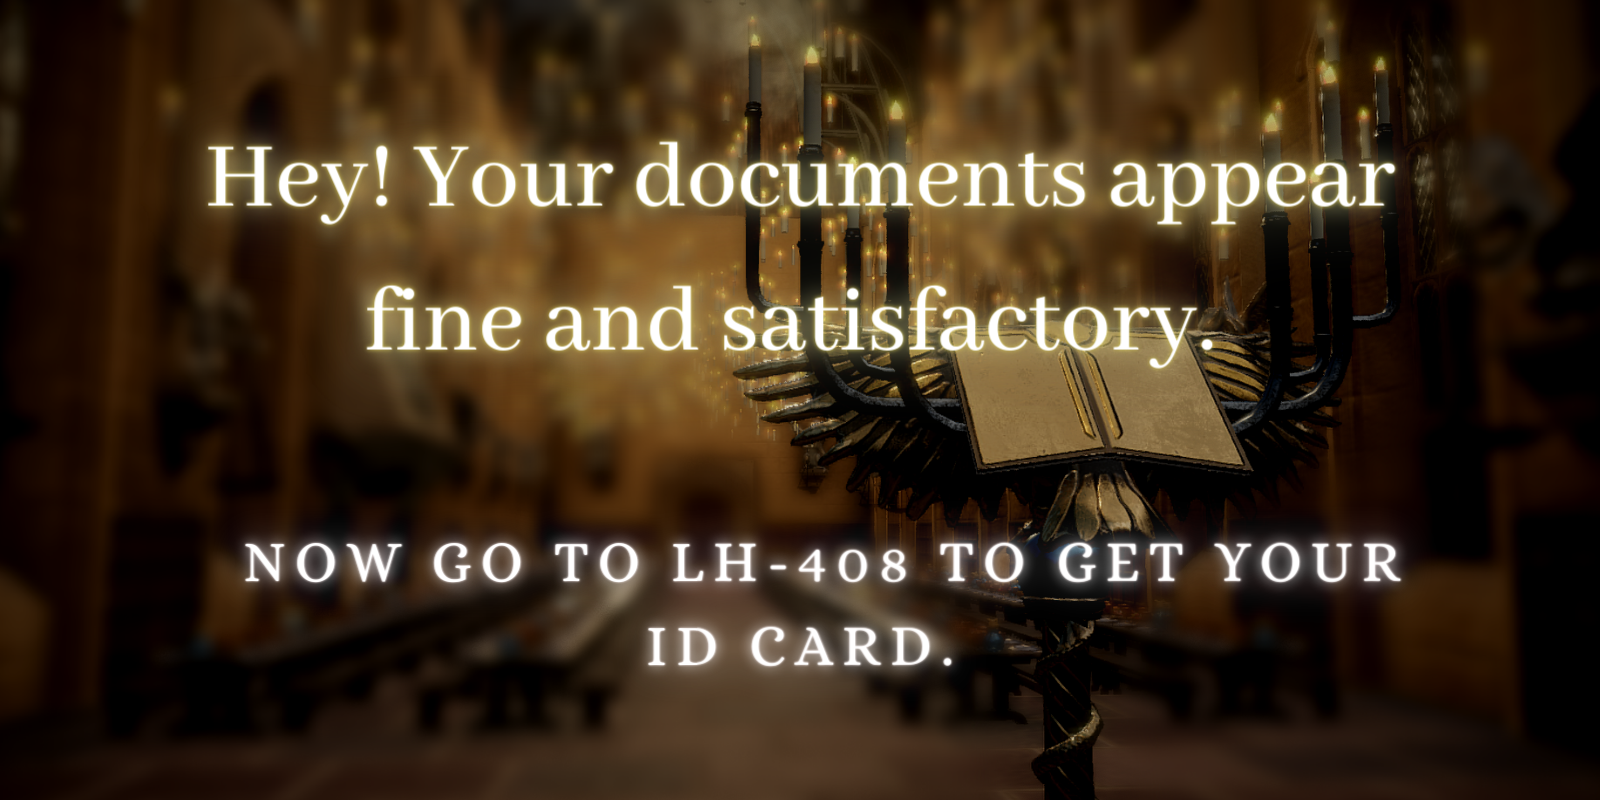 Hey! Your documents appear
fine and satisfactory.
NOW GO TO LH-408 TO GET YOUR
ID CARD.